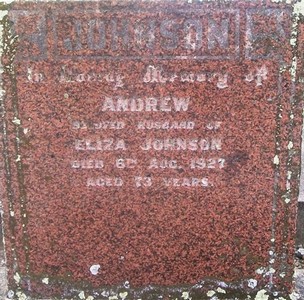 JOHNSON
In Loving Memory of
ANDREW
BELOVED HUSBAND OF
ELIZA JOHNSON
DIED 6TH AUG. 1927
AGED 73 YEARS.